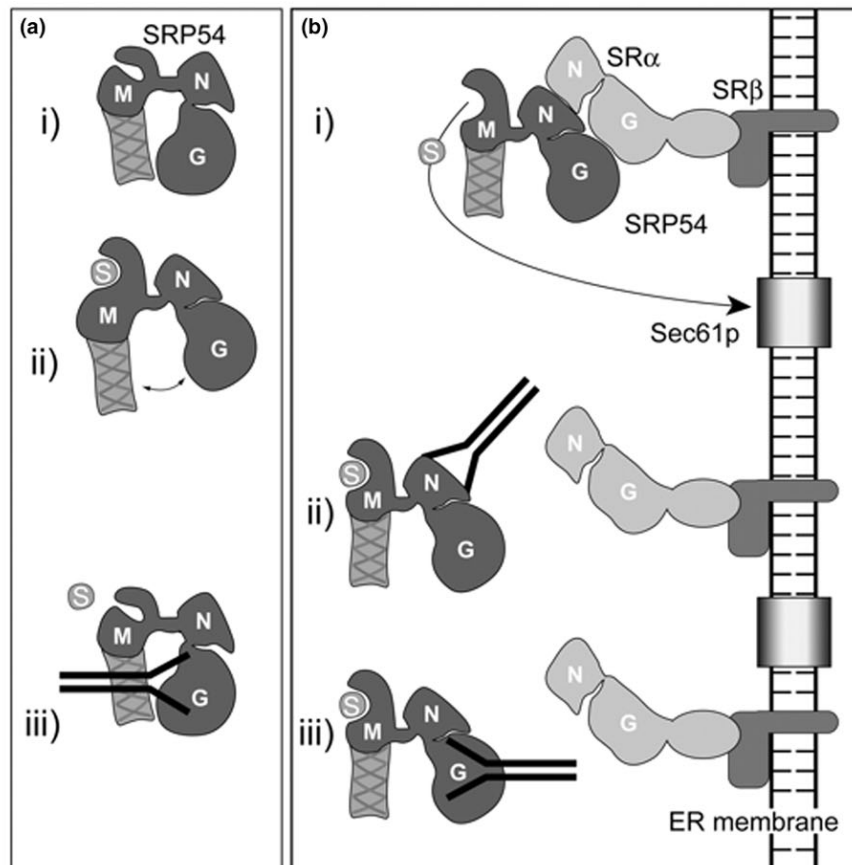 (a)
SRP54
M
N
i)
G
S
M
N
ii)
G
S
M
N
iii)
G
(b)
N
SRα
SRβ
i)
M
N
G
S
G
SRP54
Sec61p
N
S
M
N
G
ii)
G
N
S
M
N
G
iii)
G
ER membrane